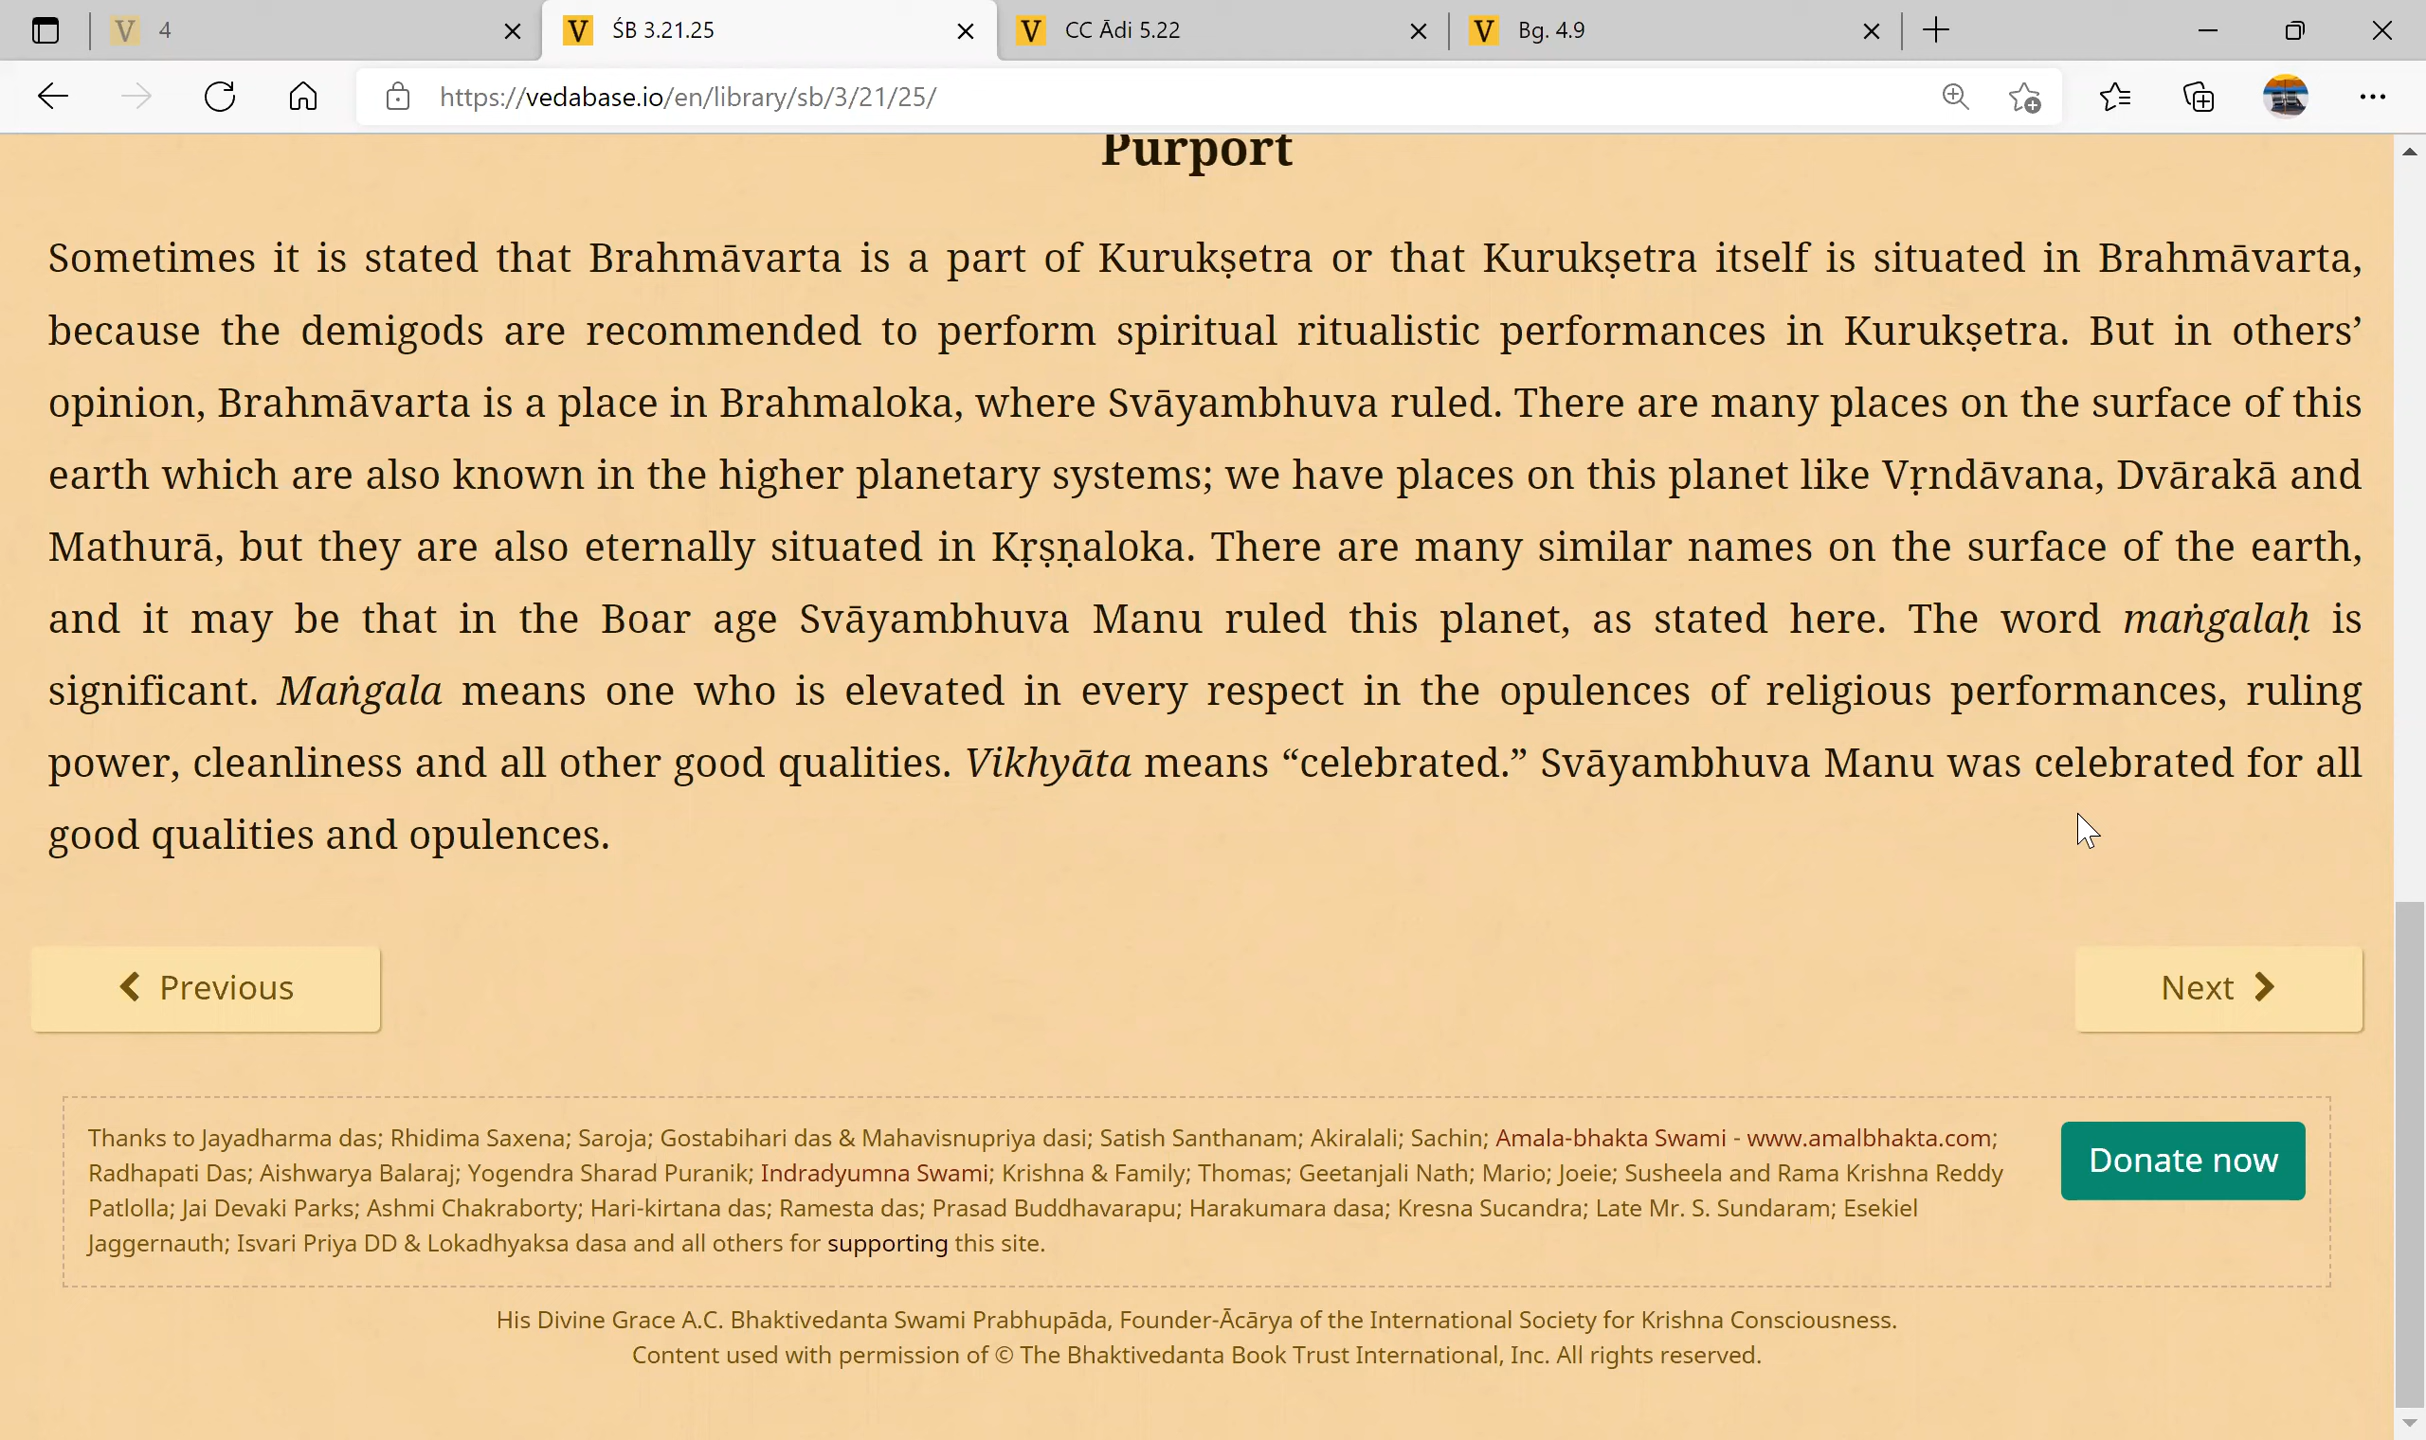 4
ŚB 3.21.25
CC Ādi 5.22
Bg. 4.9
https://vedabase.io/en/library/sb/3/21/25/
Purport
Sometimes it is stated that Brahmāvarta is a part of Kurukṣetra or that Kurukṣetra itself is situated in Brahmāvarta,
because the demigods are recommended to perform spiritual ritualistic performances in Kurukṣetra. But in others’
opinion, Brahmāvarta is a place in Brahmaloka, where Svāyambhuva ruled. There are many places on the surface of this
earth which are also known in the higher planetary systems; we have places on this planet like Vṛndāvana, Dvārakā and
Mathurā, but they are also eternally situated in Kṛṣṇaloka. There are many similar names on the surface of the earth,
and it may be that in the Boar age Svāyambhuva Manu ruled this planet, as stated here. The word maṅgalaḥ is
significant. Maṅgala means one who is elevated in every respect in the opulences of religious performances, ruling
power, cleanliness and all other good qualities. Vikhyāta means “celebrated.” Svāyambhuva Manu was celebrated for all
good qualities and opulences.
Previous
Next
Thanks to Jayadharma das; Rhidima Saxena; Saroja; Gostabihari das & Mahavisnupriya dasi; Satish Santhanam; Akiralali; Sachin; Amala-bhakta Swami - www.amalbhakta.com;
Radhapati Das; Aishwarya Balaraj; Yogendra Sharad Puranik; Indradyumna Swami; Krishna & Family; Thomas; Geetanjali Nath; Mario; Joeie; Susheela and Rama Krishna Reddy
Patlolla; Jai Devaki Parks; Ashmi Chakraborty; Hari-kirtana das; Ramesta das; Prasad Buddhavarapu; Harakumara dasa; Kresna Sucandra; Late Mr. S. Sundaram; Esekiel
Jaggernauth; Isvari Priya DD & Lokadhyaksa dasa and all others for supporting this site.
Donate now
His Divine Grace A.C. Bhaktivedanta Swami Prabhupāda, Founder-Ācārya of the International Society for Krishna Consciousness.
Content used with permission of © The Bhaktivedanta Book Trust International, Inc. All rights reserved.